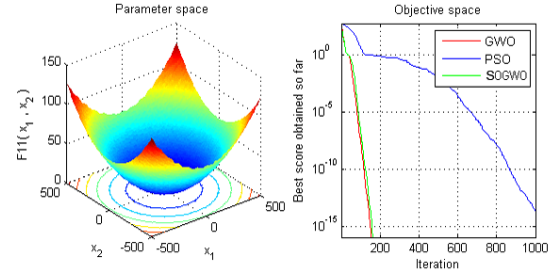 Parameter space
F11( x1 , x2 )
150
100
50
0
500
0
-500
x2
-500
0
500
x1
Objective space
Best score obtained so far
10^0
10^-5
10^-10
10^-15
GWO
PSO
SOGWO
0
200
400
600
800
1000
Iteration